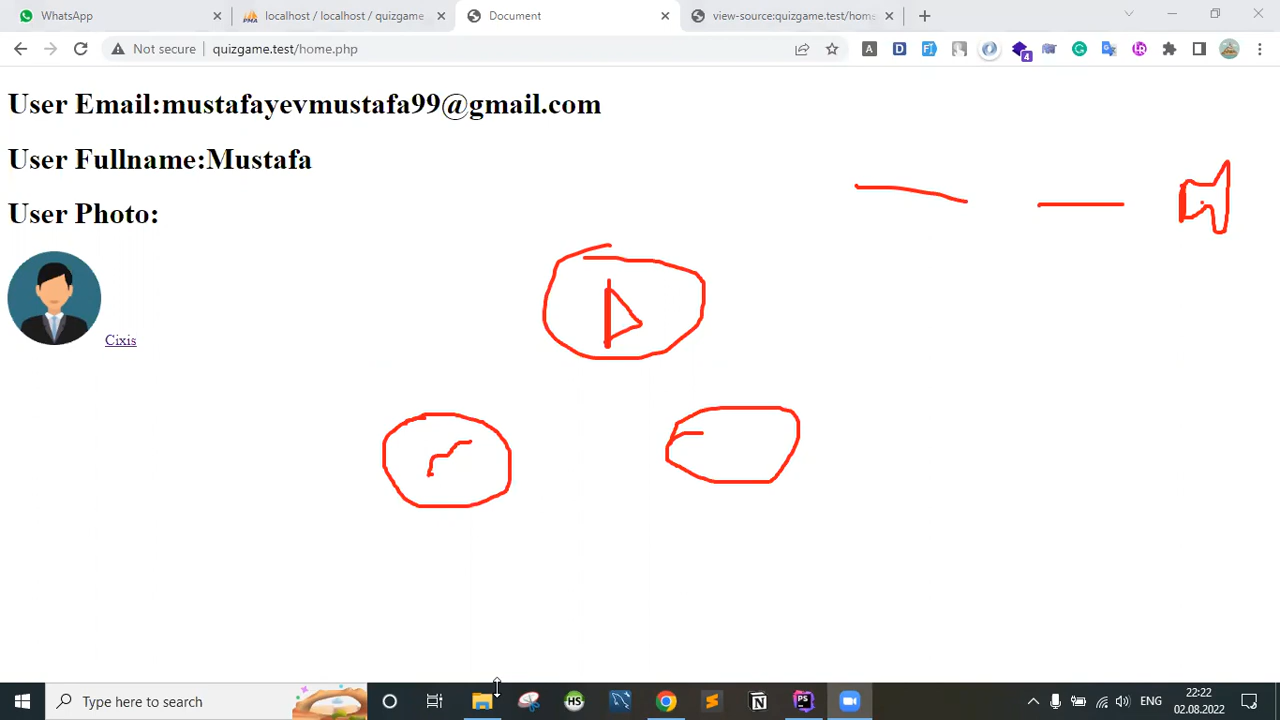 WhatsApp
localhost / localhost / quizgame
Document
view-source:quizgame.test/home
Not secure
quizgame.test/home.php
4
User Email:mustafayevmustafa99@gmail.com
User Fullname:Mustafa
User Photo:
Cixis
Type here to search
ENG
22:22
02.08.2022